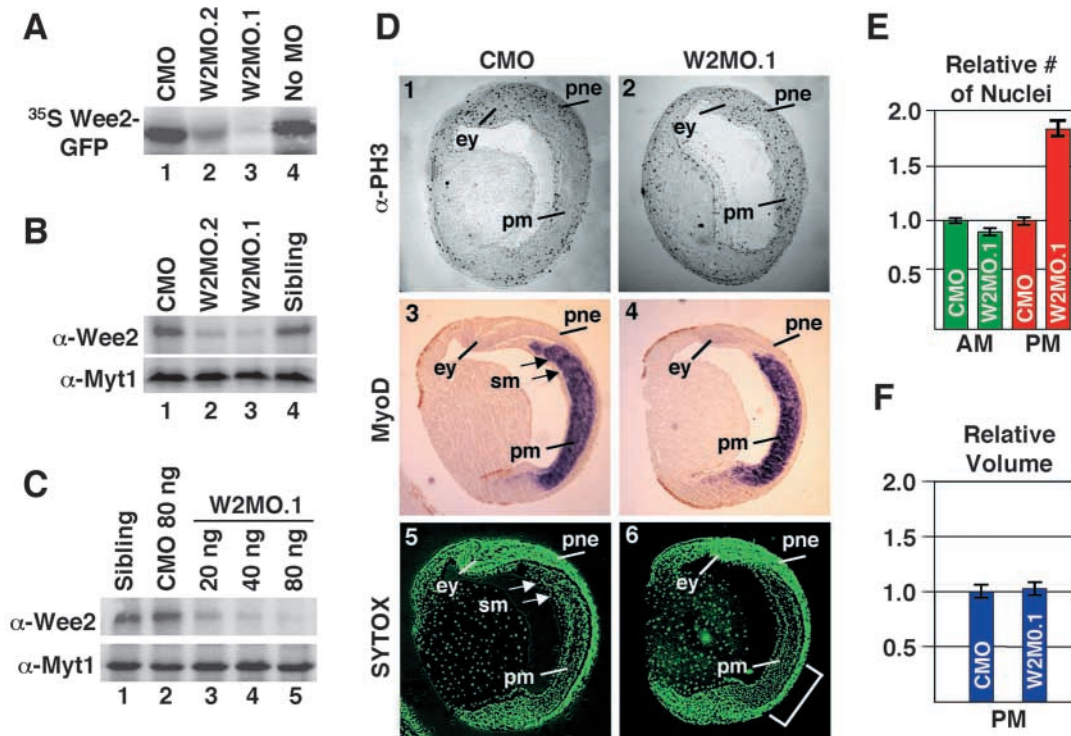 A
CMO
W2MO.2
W2MO.1
No MO
³⁵S Wee2-
GFP
1 2 3 4
B
CMO
W2MO.2
W2MO.1
Sibling
α-Wee2
α-Myt1
1 2 3 4
C
Sibling
CMO 80 ng
W2MO.1
20 ng
40 ng
80 ng
α-Wee2
α-Myt1
1 2 3 4 5
D
CMO W2MO.1
α-PH3
1 ey pne pm
2 ey pne pm
MyoD
3 ey pne sm pm
4 ey pne pm
SYTOX
5 ey pne sm pm
6 ey pne pm
E
Relative #
of Nuclei
2.0
1.5
1.0
0.5
CMO
W2MO.1
CMO
W2MO.1
AM PM
F
Relative
Volume
2.0
1.5
1.0
0.5
CMO
W2M0.1
PM